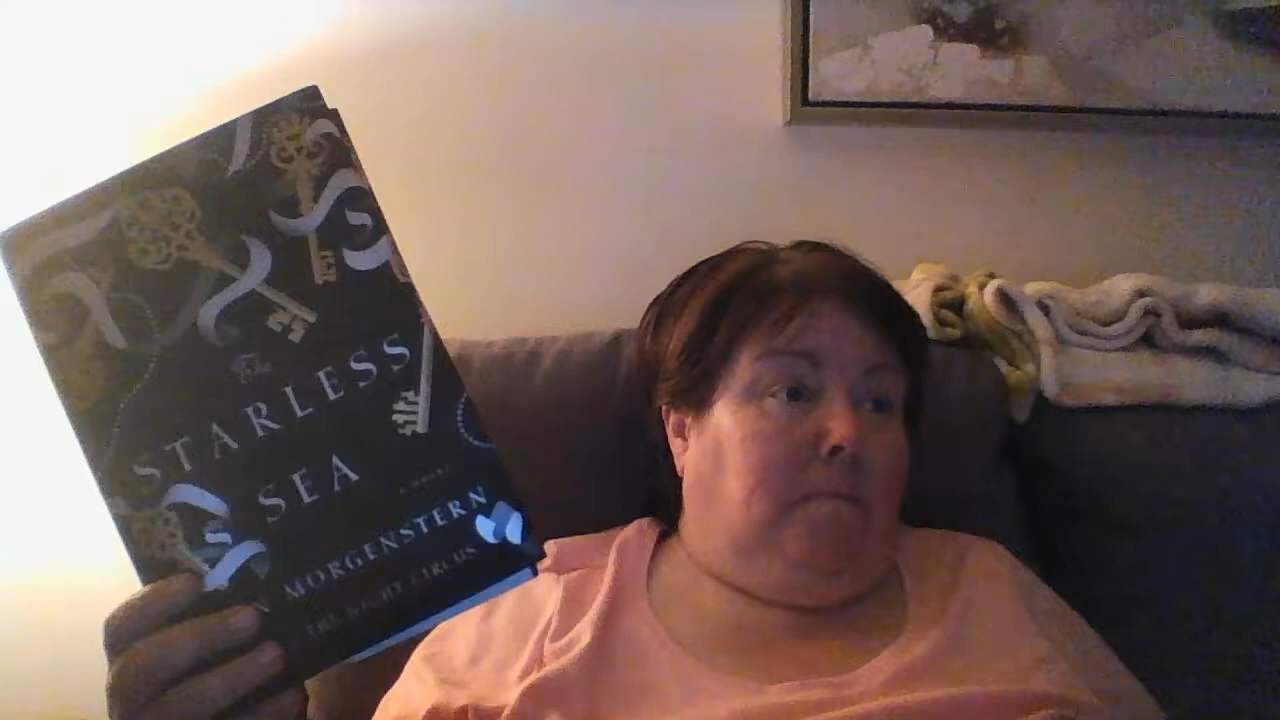 The
STARLESS
SEA
A NOVEL
MORGENSTERN
THE NIGHT CIRCUS